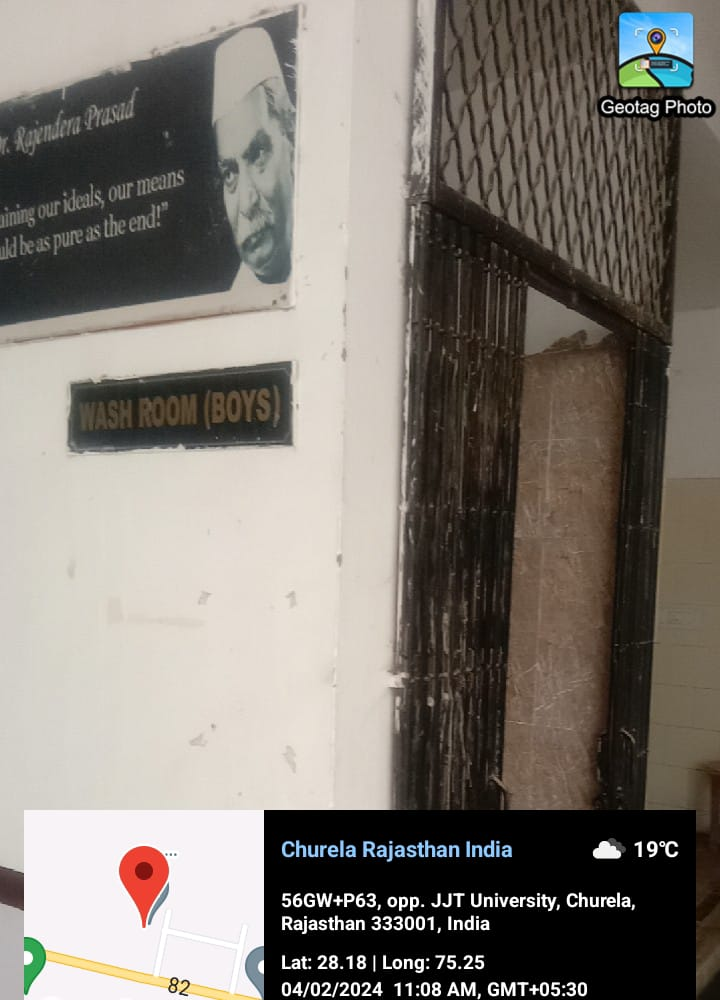 Geotag Photo
Dr. Rajendera Prasad
our ideals, our means
be as pure as the end!"
WASH ROOM (BOYS)
Churela Rajasthan India
19°C
56GW+P63, opp. JJT University, Churela,
Rajasthan 333001, India
Lat: 28.18 | Long: 75.25
04/02/2024 11:08 AM, GMT+05:30
82